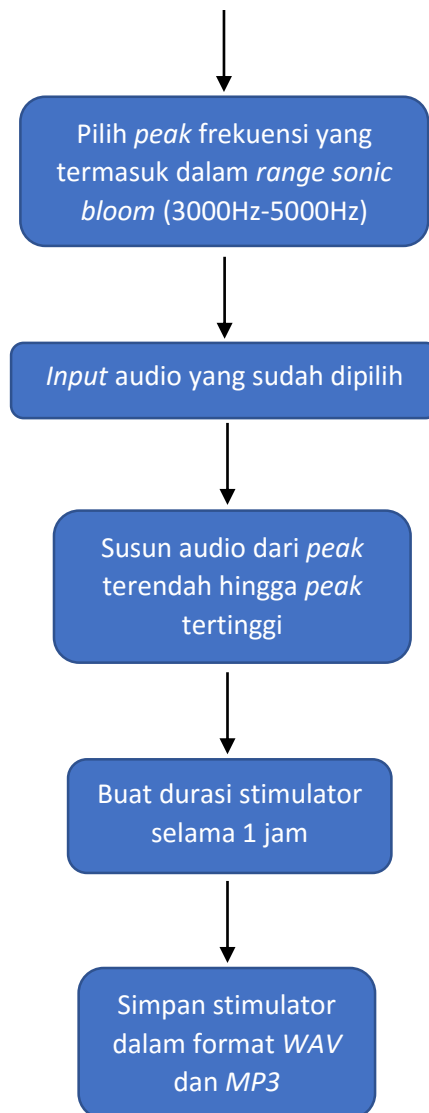 Pilih peak frekuensi yang
termasuk dalam range sonic
bloom (3000Hz-5000Hz)
Input audio yang sudah dipilih
Susun audio dari peak
terendah hingga peak
tertinggi
Buat durasi stimulator
selama 1 jam
Simpan stimulator
dalam format WAV
dan MP3